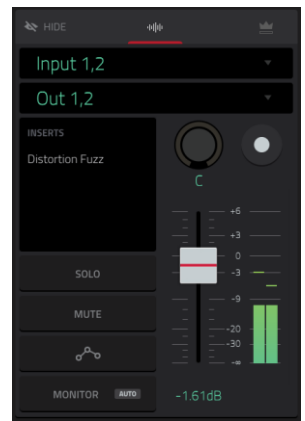 HIDE
Input 1,2
Out 1,2
INSERTS
Distortion Fuzz
C
+6
+3
0
-3
-9
-20
-30
-∞
SOLO
MUTE
MONITOR AUTO
-1.61dB